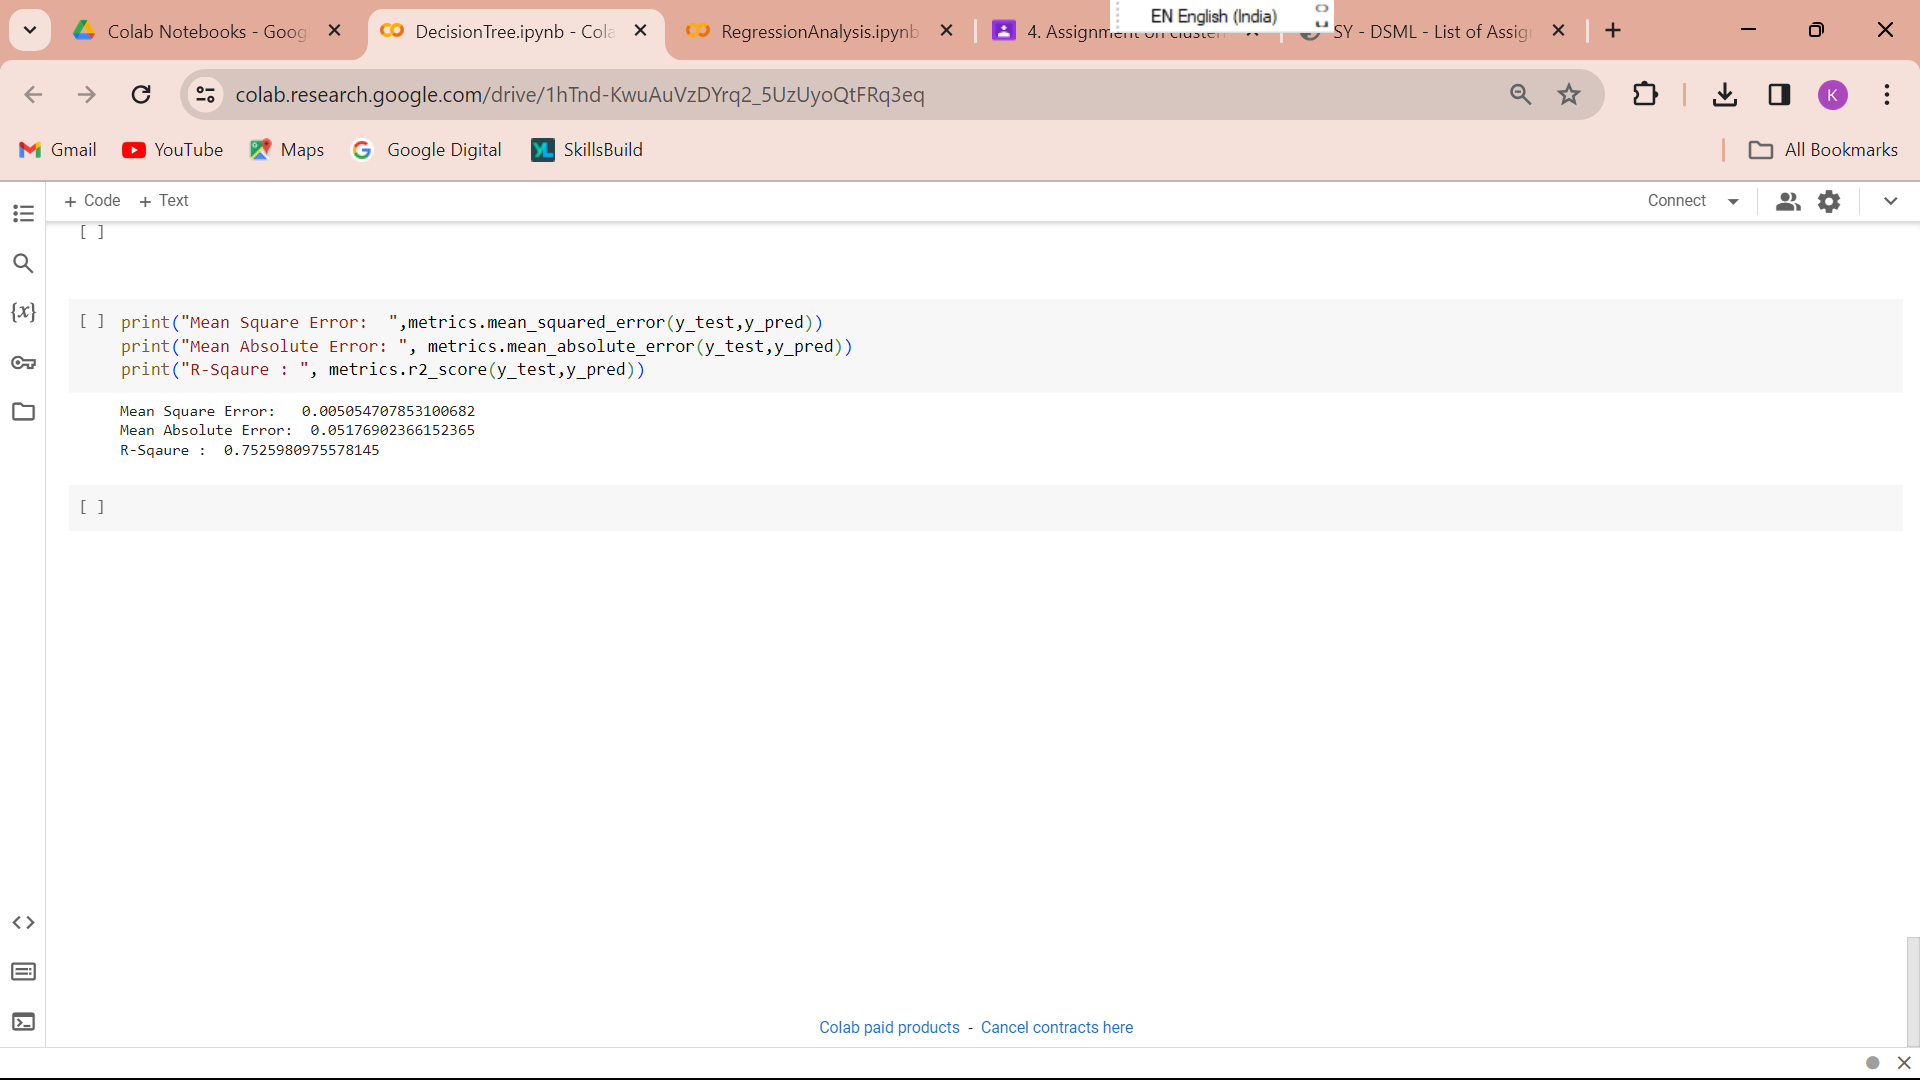 EN English (India)
Colab Notebooks - Goog
DecisionTree.ipynb - Cola
RegressionAnalysis.ipynb
4. Assignment on cluster
SY - DSML - List of Assig
colab.research.google.com/drive/1hTnd-KwuAuVzDYrq2_5UzUyoQtFRq3eq
K
Gmail YouTube Maps Google Digital SkillsBuild All Bookmarks
+ Code + Text Connect
[ ]
{x}
[ ] print("Mean Square Error:  ",metrics.mean_squared_error(y_test,y_pred))
print("Mean Absolute Error: ", metrics.mean_absolute_error(y_test,y_pred))
print("R-Sqaure : ", metrics.r2_score(y_test,y_pred))
Mean Square Error:   0.005054707853100682
Mean Absolute Error:  0.05176902366152365
R-Sqaure :  0.7525980975578145
[ ]
Colab paid products - Cancel contracts here